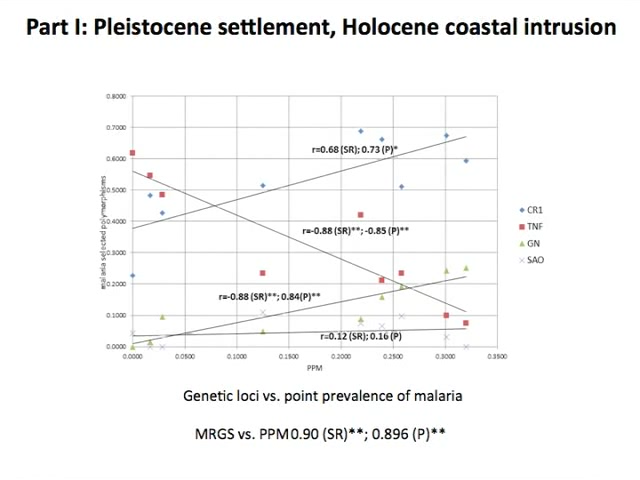 Part I: Pleistocene settlement, Holocene coastal intrusion
0.8000
0.7000
0.6000
0.5000
0.4000
0.3000
0.2000
0.1000
0.0000
malaria selected polymorphisms
r=0.68 (SR); 0.73 (P)*
r=-0.88 (SR)**; -0.85 (P)**
r=-0.88 (SR)**; 0.84(P)**
r=0.12 (SR); 0.16 (P)
CR1
TNF
GN
SAO
0.0000 0.0500 0.1000 0.1500 0.2000 0.2500 0.3000 0.3500
PPM
Genetic loci vs. point prevalence of malaria
MRGS vs. PPM 0.90 (SR)**; 0.896 (P)**